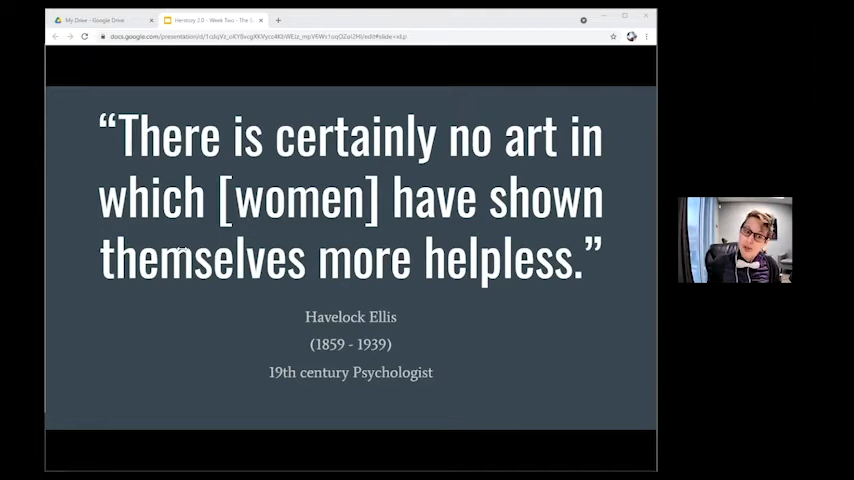 My Drive - Google Drive
Herstory 2.0 - Week Two - The S
“There is certainly no art in
which [women] have shown
themselves more helpless.”
Havelock Ellis
(1859 - 1939)
19th century Psychologist